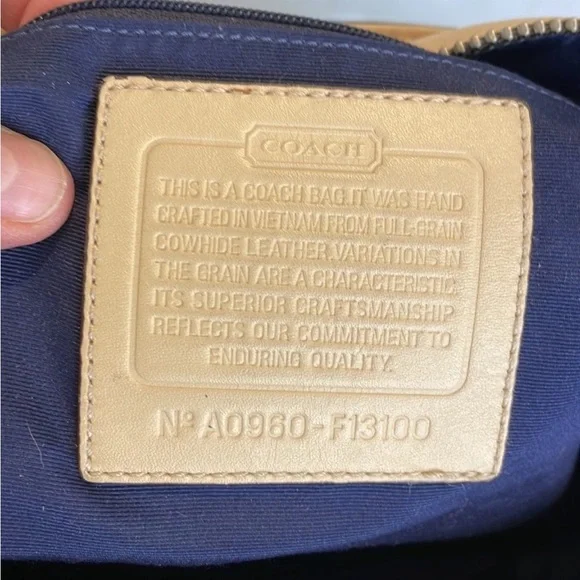 COACH
THIS IS A COACH BAG.IT WAS HAND
CRAFTED IN VIETNAM FROM FULL-GRAIN
COWHIDE LEATHER.VARIATIONS IN
THE GRAIN ARE A CHARACTERISTIC.
ITS SUPERIOR CRAFTSMANSHIP
REFLECTS OUR COMMITMENT TO
ENDURING QUALITY.
Nº A0960-F13100